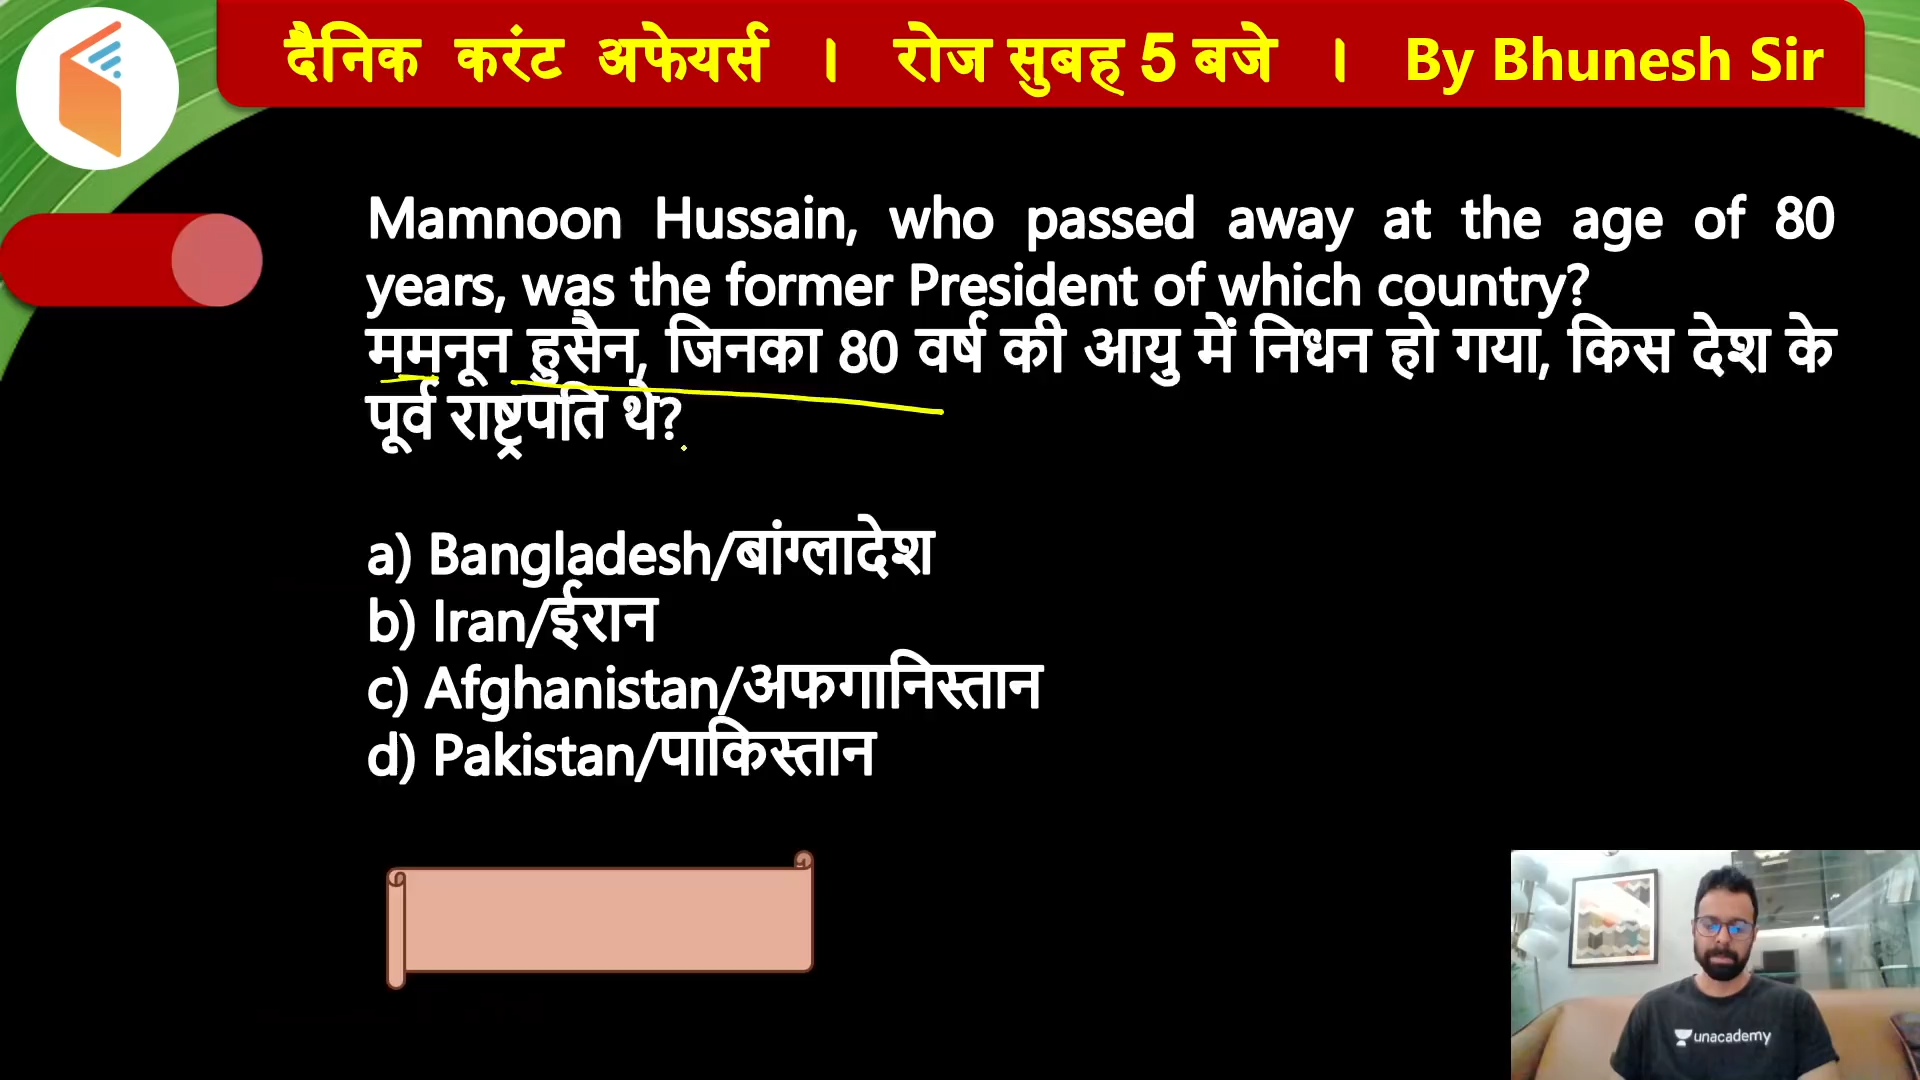 दैनिक करंट अफेयर्स । रोज सुबह 5 बजे । By Bhunesh Sir
Mamnoon Hussain, who passed away at the age of 80
years, was the former President of which country?
ममनून हुसैन, जिनका 80 वर्ष की आयु में निधन हो गया, किस देश के
पूर्व राष्ट्रपति थे?
a) Bangladesh/बांग्लादेश
b) Iran/ईरान
c) Afghanistan/अफगानिस्तान
d) Pakistan/पाकिस्तान
unacademy